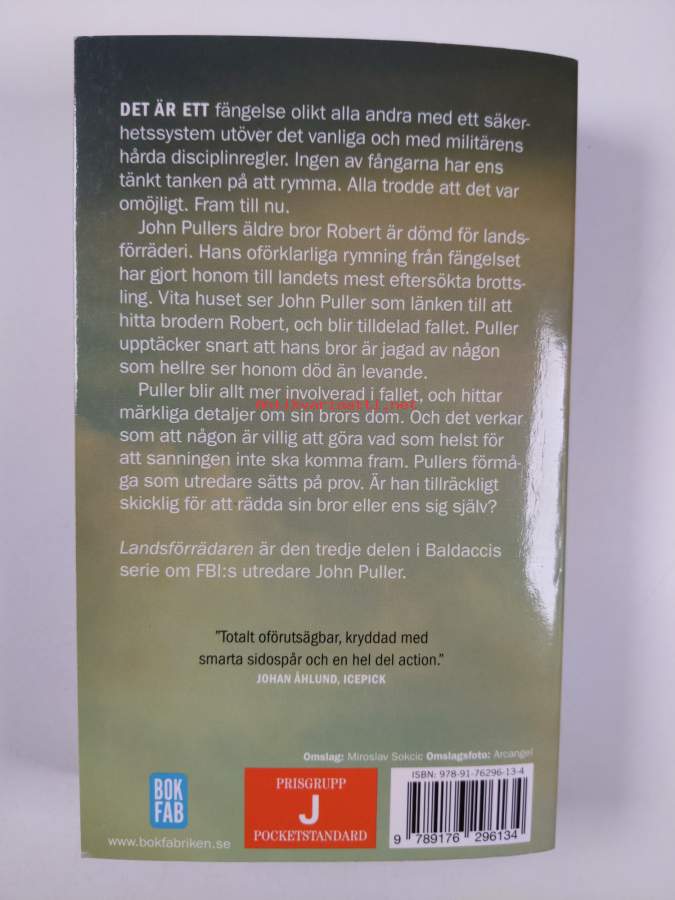 DET ÄR ETT fängelse olikt alla andra med ett säker-
hetssystem utöver det vanliga och med militärens
hårda disciplinregler. Ingen av fångarna har ens
tänkt tanken på att rymma. Alla trodde att det var
omöjligt. Fram till nu.
John Pullers äldre bror Robert är dömd för lands-
förräderi. Hans oförklarliga rymning från fängelset
har gjort honom till landets mest eftersökta brotts-
ling. Vita huset ser John Puller som länken till att
hitta brodern Robert, och blir tilldelad fallet. Puller
upptäcker snart att hans bror är jagad av någon
som hellre ser honom död än levande.
Puller blir allt mer involverad i fallet, och hittar
Antikvariaatti.net
märkliga detaljer om sin brors dom. Och det verkar
som att någon är villig att göra vad som helst för
att sanningen inte ska komma fram. Pullers förmå-
ga som utredare sätts på prov. Är han tillräckligt
skicklig för att rädda sin bror eller ens sig själv?
Landsförrädaren är den tredje delen i Baldaccis
serie om FBI:s utredare John Puller.
"Totalt oförutsägbar, kryddad med
smarta sidospår och en hel del action."
JOHAN ÅHLUND, ICEPICK
Omslag: Miroslav Sokcic Omslagsfoto: Arcangel
BOK
FAB
www.bokfabriken.se
PRISGRUPP
J
POCKETSTANDARD
ISBN: 978-91-76296-13-4
9 789176 296134